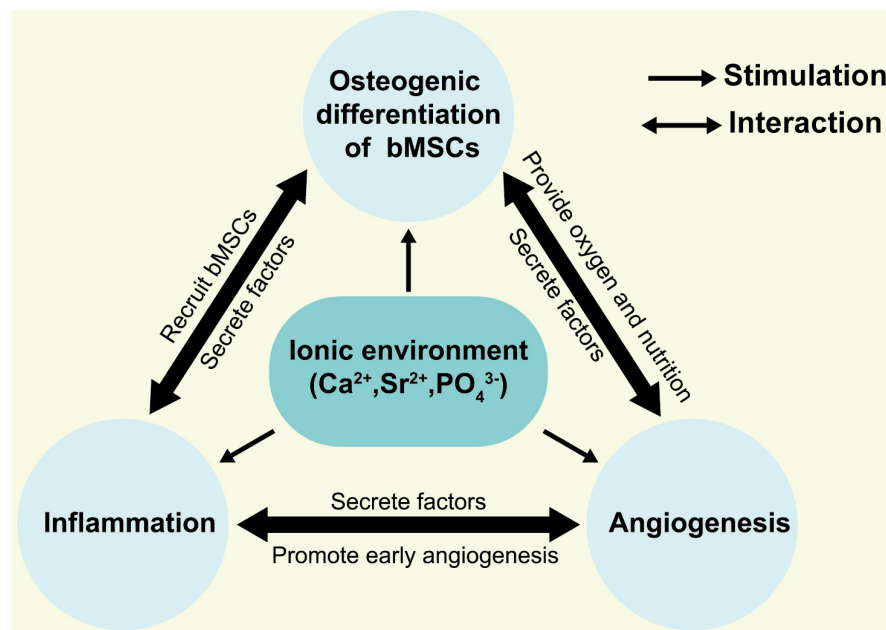 Osteogenic
differentiation
of bMSCs
Stimulation
Interaction
Recruit bMSCs
Secrete factors
Provide oxygen and nutrition
Secrete factors
Ionic environment
(Ca²⁺,Sr²⁺,PO₄³⁻)
Inflammation
Secrete factors
Promote early angiogenesis
Angiogenesis